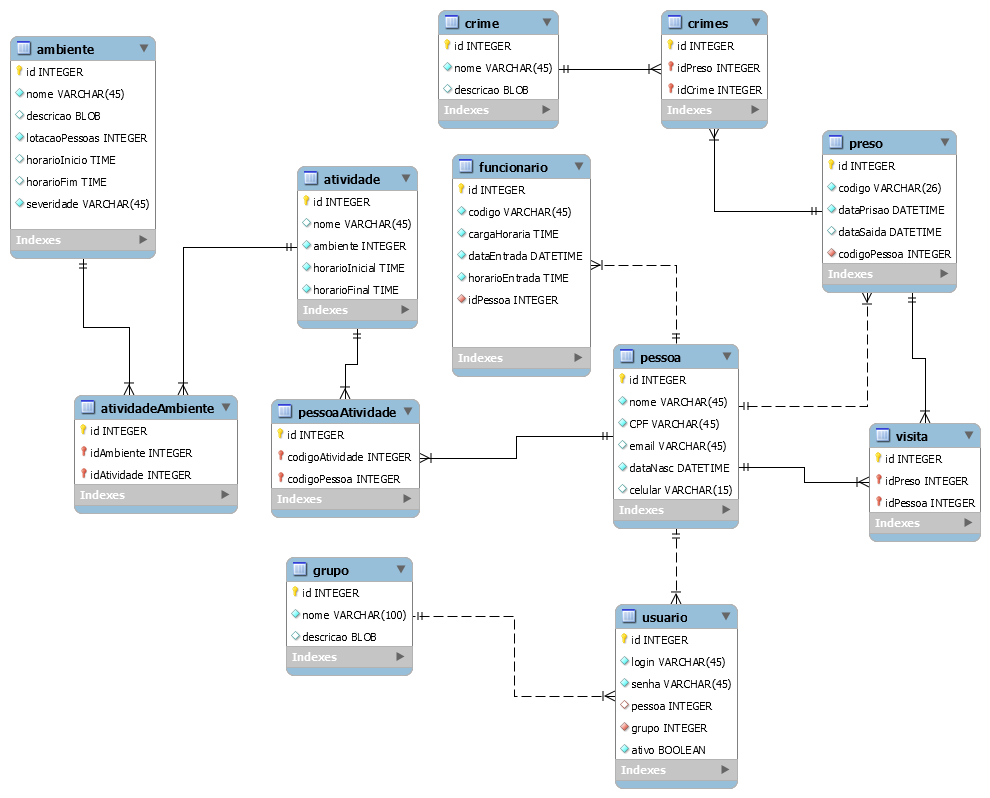 ambiente
id INTEGER
nome VARCHAR(45)
descricao BLOB
lotacaoPessoas INTEGER
horarioInicio TIME
horarioFim TIME
severidade VARCHAR(45)
Indexes
crime
id INTEGER
nome VARCHAR(45)
descricao BLOB
Indexes
crimes
id INTEGER
idPreso INTEGER
idCrime INTEGER
Indexes
atividade
id INTEGER
nome VARCHAR(45)
ambiente INTEGER
horarioInicial TIME
horarioFinal TIME
Indexes
funcionario
id INTEGER
codigo VARCHAR(45)
cargaHoraria TIME
dataEntrada DATETIME
horarioEntrada TIME
idPessoa INTEGER
Indexes
preso
id INTEGER
codigo VARCHAR(26)
dataPrisao DATETIME
dataSaida DATETIME
codigoPessoa INTEGER
Indexes
atividadeAmbiente
id INTEGER
idAmbiente INTEGER
idAtividade INTEGER
Indexes
pessoaAtividade
id INTEGER
codigoAtividade INTEGER
codigoPessoa INTEGER
Indexes
pessoa
id INTEGER
nome VARCHAR(45)
CPF VARCHAR(45)
email VARCHAR(45)
dataNasc DATETIME
celular VARCHAR(15)
Indexes
visita
id INTEGER
idPreso INTEGER
idPessoa INTEGER
Indexes
grupo
id INTEGER
nome VARCHAR(100)
descricao BLOB
Indexes
usuario
id INTEGER
login VARCHAR(45)
senha VARCHAR(45)
pessoa INTEGER
grupo INTEGER
ativo BOOLEAN
Indexes